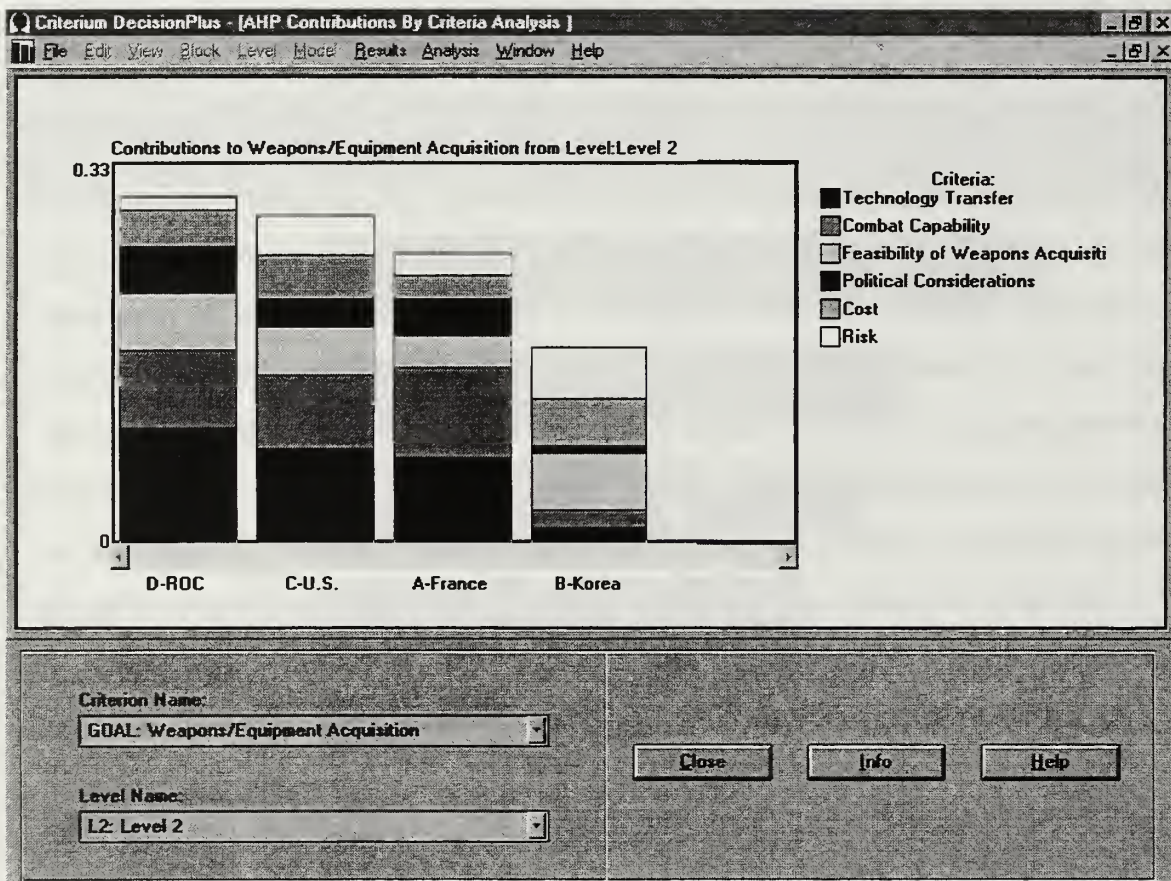 Criterium DecisionPlus - [AHP Contributions By Criteria Analysis ]
File Edit View Block Level Model Results Analysis Window Help
Contributions to Weapons/Equipment Acquisition from Level:Level 2
0.33
0
D-ROC C-U.S. A-France B-Korea
Criteria:
Technology Transfer
Combat Capability
Feasibility of Weapons Acquisiti
Political Considerations
Cost
Risk
Criterion Name:
GOAL: Weapons/Equipment Acquisition
Level Name:
L2: Level 2
Close Info Help